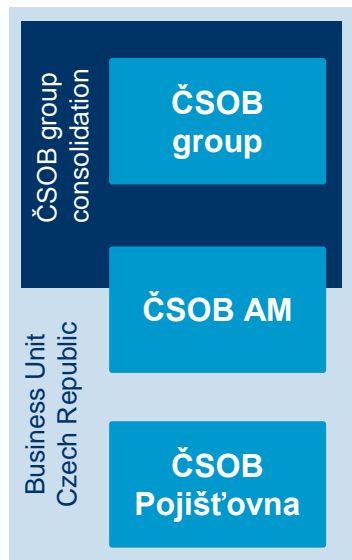 ČSOB group
consolidation
ČSOB
group
ČSOB AM
Business Unit
Czech Republic
ČSOB
Pojišťovna